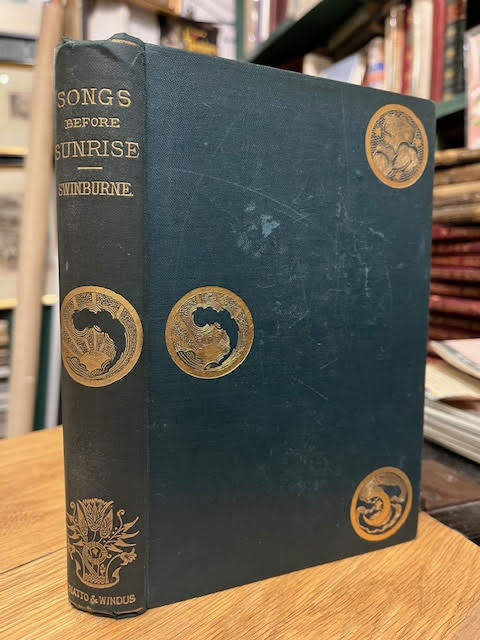 SONGS
BEFORE
SUNRISE
SWINBURNE.
CHATTO & WINDUS